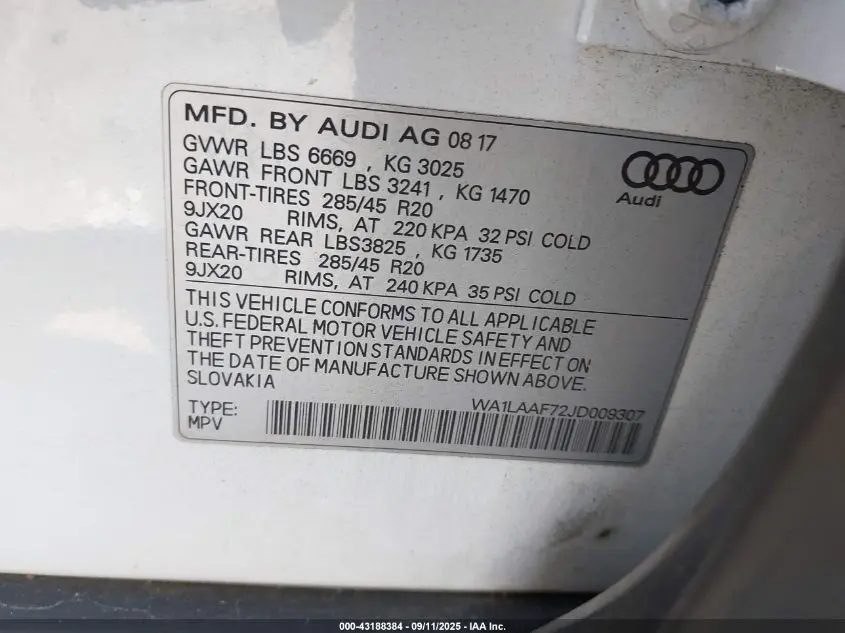 MFD. BY AUDI AG 08 17
GVWR LBS 6669 , KG 3025
GAWR FRONT LBS 3241 , KG 1470
FRONT-TIRES 285/45 R20
9JX20 RIMS, AT 220 KPA 32 PSI COLD
GAWR REAR LBS3825 , KG 1735
REAR-TIRES 285/45 R20
9JX20 RIMS, AT 240 KPA 35 PSI COLD
Audi
THIS VEHICLE CONFORMS TO ALL APPLICABLE
U.S. FEDERAL MOTOR VEHICLE SAFETY AND
THEFT PREVENTION STANDARDS IN EFFECT ON
THE DATE OF MANUFACTURE SHOWN ABOVE.
SLOVAKIA
WA1LAAF72JD009307
TYPE:
MPV
000-43188384 - 09/11/2025 - IAA Inc.